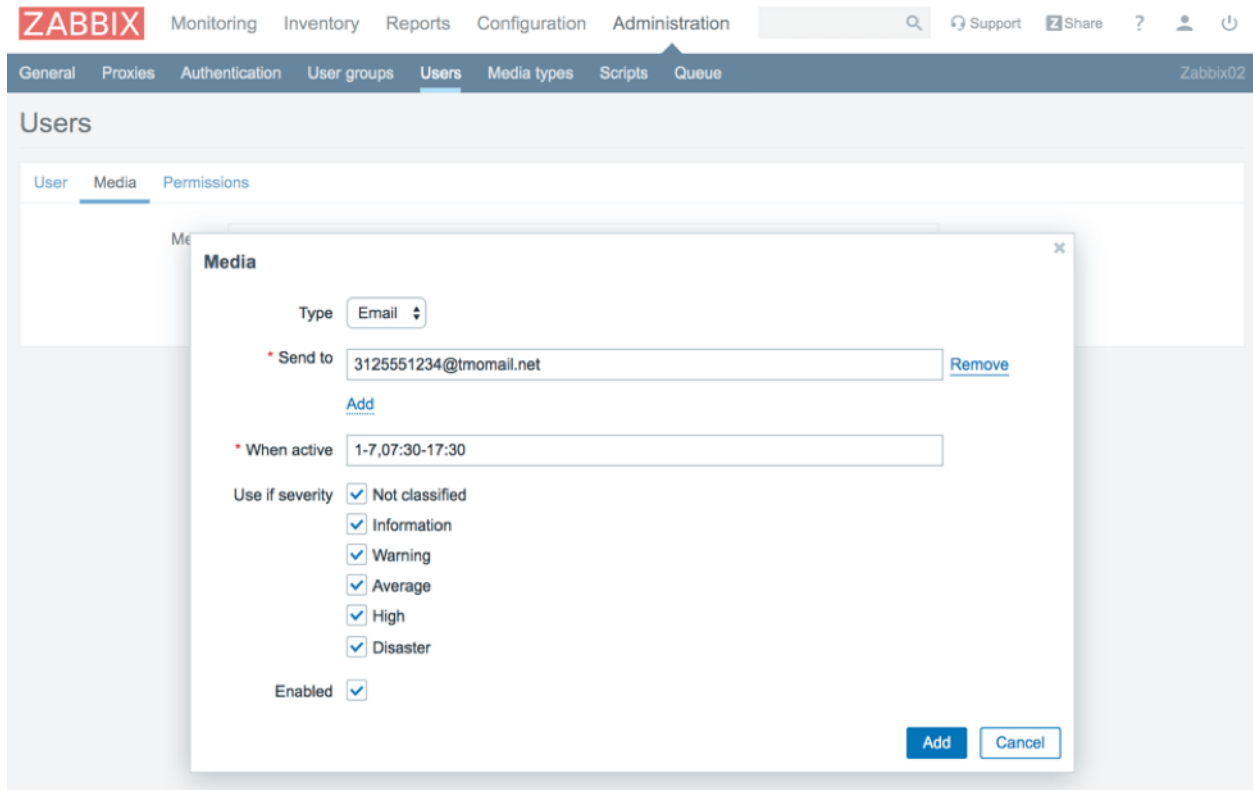 ZABBIX Monitoring Inventory Reports Configuration Administration Support Z Share ?
General Proxies Authentication User groups Users Media types Scripts Queue Zabbix02
Users
User Media Permissions
Me
Media
Type Email
* Send to 3125551234@tmomail.net Remove
Add
* When active 1-7,07:30-17:30
Use if severity Not classified
Information
Warning
Average
High
Disaster
Enabled
Add Cancel